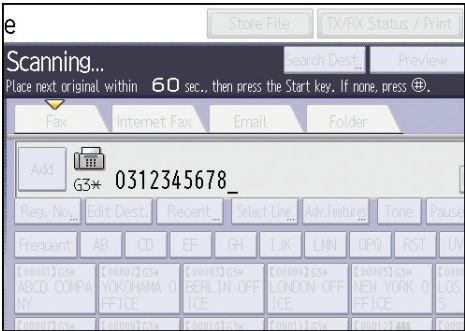 e
Store File TX/RX Status / Print
Scanning...
Search Dest. Preview
Place next original within 60 sec., then press the Start key. If none, press ⌗.
Fax Internet Fax Email Folder
Add G3 0312345678_
Reg. No. Edit Dest. Recent Select Line Adv.Features Tone Pause
Frequent AB CD EF GH IJK LMN OPQ RST UV
[00001]G3 [00002]G3 [00003]G3 [00004]G3 [00005]G3
ABCD COMPA YOKOHAMA O BERLIN OFF LONDON OFF NEW YORK O LOS
NY FFICE ICE ICE FFICE S